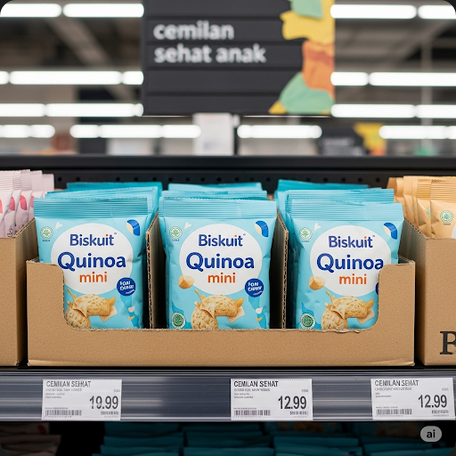 cemilan
sehat anak
Biskuit
Quinoa
mini
Biskuit
Quinoa
mini
Biskuit
Quinoa
mini
P
CEMILAN SEHAT
19.99
CEMILAN SEHAT
12.99
CEMILAN SEHAT
12.99
ai